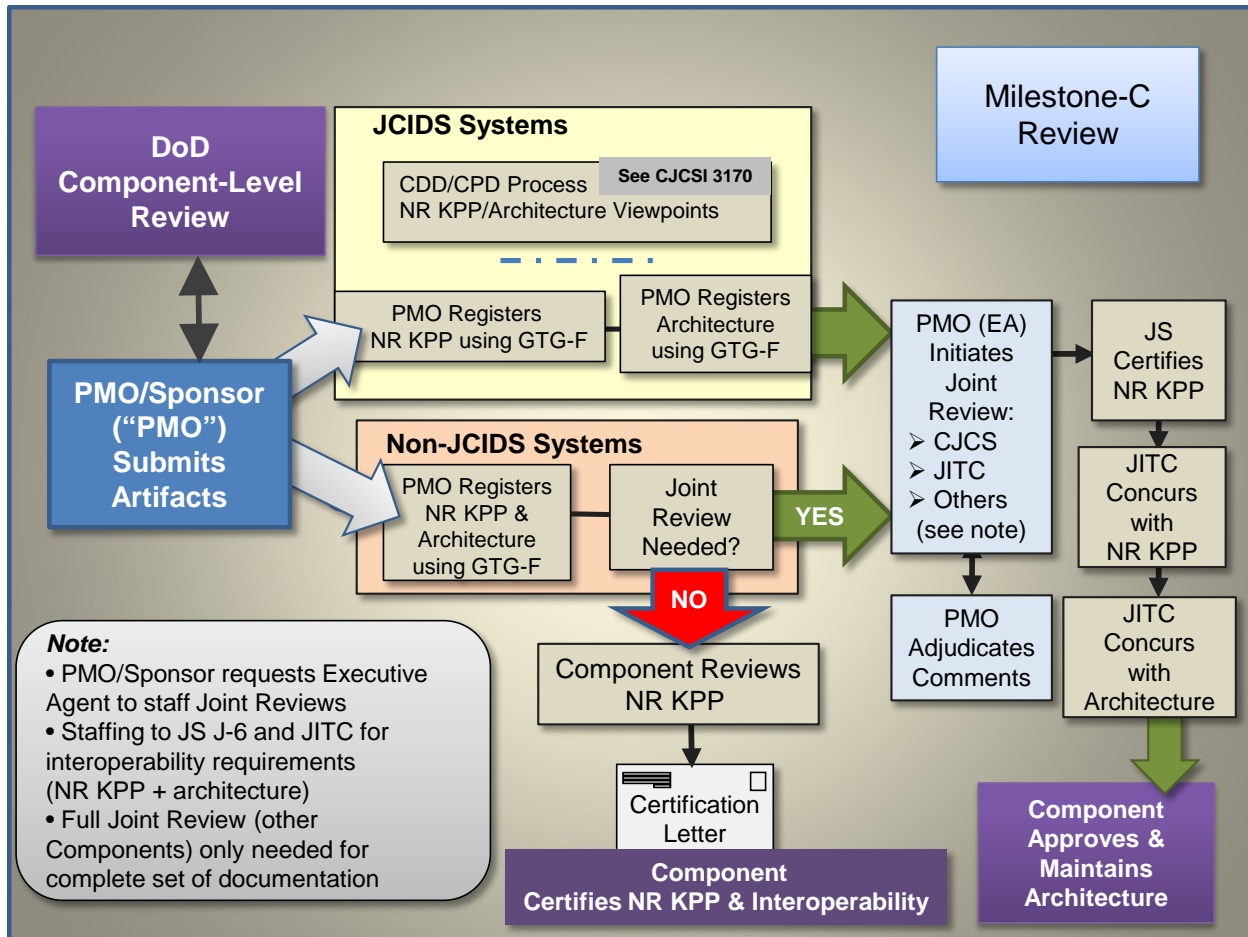 Milestone-C
Review
DoD
Component-Level
Review
JCIDS Systems
CDD/CPD Process
See CJCSI 3170
NR KPP/Architecture Viewpoints
PMO Registers
NR KPP using GTG-F
PMO Registers
Architecture
using GTG-F
PMO/Sponsor
(“PMO”)
Submits
Artifacts
Non-JCIDS Systems
PMO Registers
NR KPP &
Architecture
using GTG-F
Joint
Review
Needed?
YES
NO
PMO (EA)
Initiates
Joint
Review:
➢ CJCS
➢ JITC
➢ Others
(see note)
JS
Certifies
NR KPP
JITC
Concurs
with
NR KPP
JITC
Concurs
with
Architecture
PMO
Adjudicates
Comments
Component Reviews
NR KPP
Certification
Letter
Component
Certifies NR KPP & Interoperability
Component
Approves &
Maintains
Architecture
Note:
• PMO/Sponsor requests Executive
Agent to staff Joint Reviews
• Staffing to JS J-6 and JITC for
interoperability requirements
(NR KPP + architecture)
• Full Joint Review (other
Components) only needed for
complete set of documentation